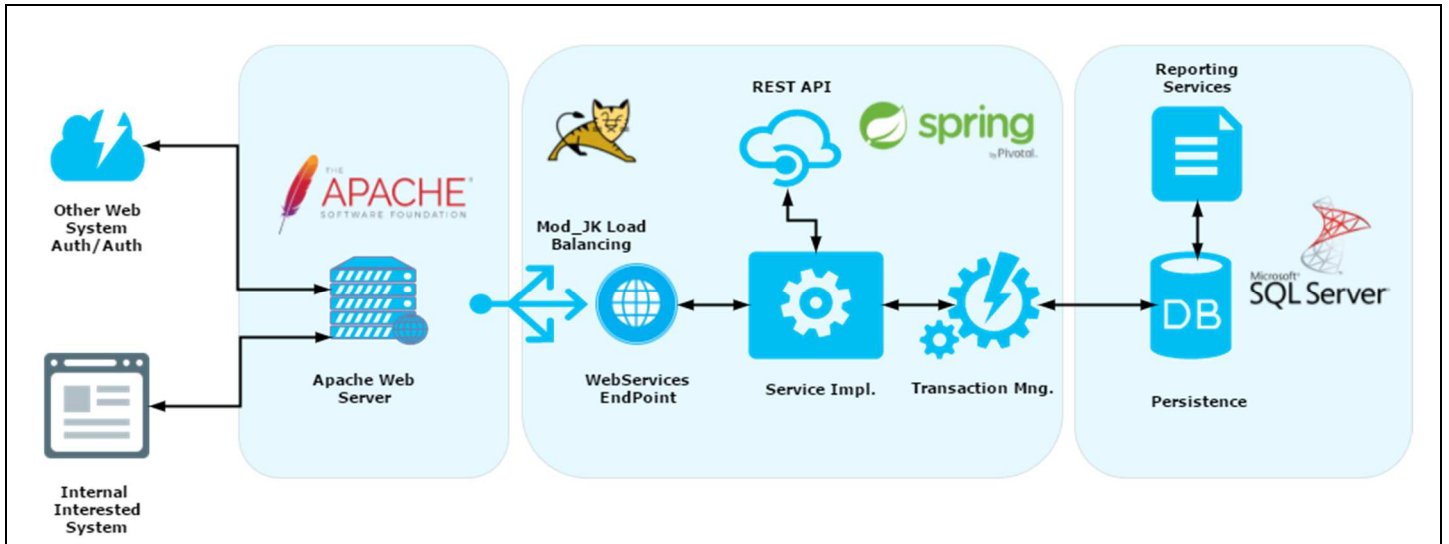 Other Web
System
Auth/Auth
Internal
Interested
System
THE
APACHE
SOFTWARE FOUNDATION
Apache Web
Server
Mod_JK Load
Balancing
WebServices
EndPoint
REST API
spring
by Pivotal.
Service Impl.
Transaction Mng.
Reporting
Services
Microsoft®
SQL Server
DB
Persistence